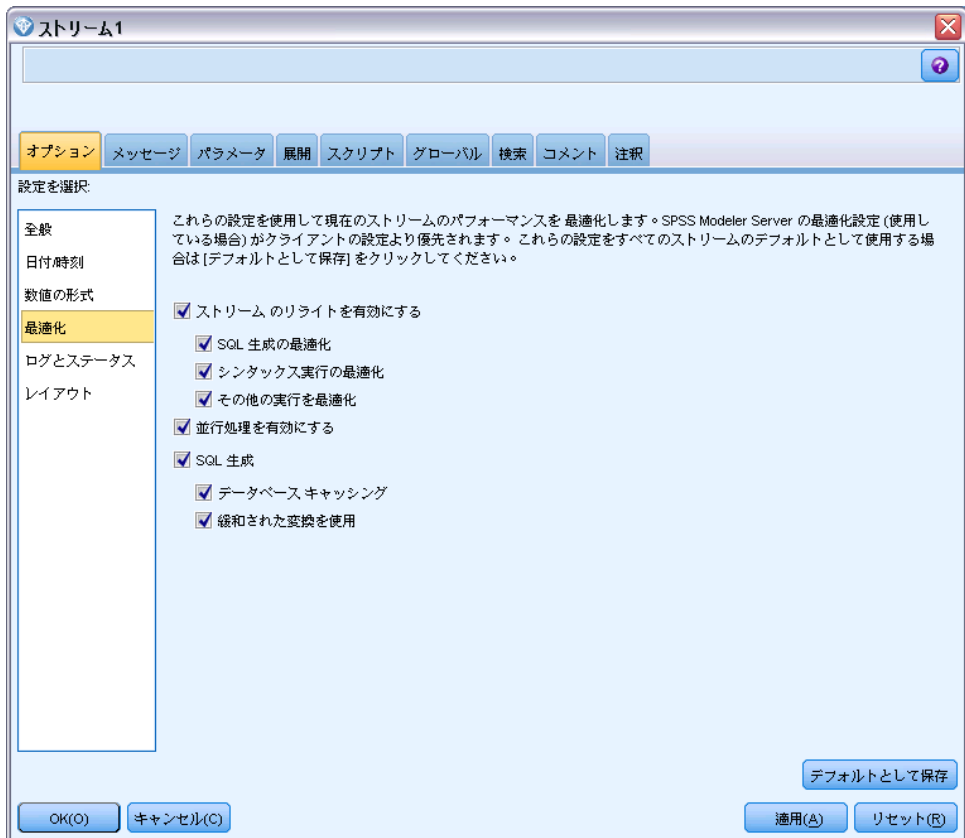 ストリーム1
オプション メッセージ パラメータ 展開 スクリプト グローバル 検索 コメント 注釈
設定を選択:
全般
日付/時刻
数値の形式
最適化
ログとステータス
レイアウト
これらの設定を使用して現在のストリームのパフォーマンスを 最適化します。SPSS Modeler Server の最適化設定 (使用し
ている場合) がクライアントの設定より優先されます。 これらの設定をすべてのストリームのデフォルトとして使用する場
合は [デフォルトとして保存] をクリックしてください。
ストリーム のリライトを有効にする
SQL 生成の最適化
シンタックス実行の最適化
その他の実行を最適化
並行処理を有効にする
SQL 生成
データベース キャッシング
緩和された変換を使用
デフォルトとして保存
OK(O) キャンセル(C) 適用(A) リセット(R)